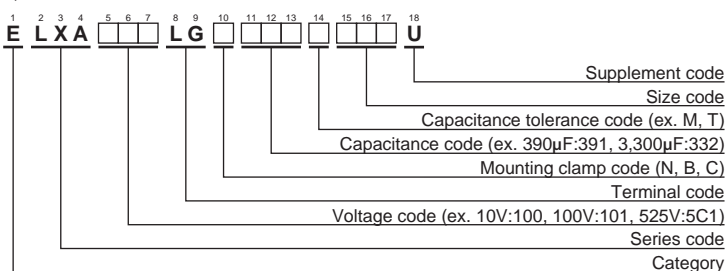 1 2 3 4 5 6 7 8 9 10 11 12 13 14 15 16 17 18
E L X A □□□ L G □ □□□ □ □□□ U
Supplement code
Size code
Capacitance tolerance code (ex. M, T)
Capacitance code (ex. 390µF:391, 3,300µF:332)
Mounting clamp code (N, B, C)
Terminal code
Voltage code (ex. 10V:100, 100V:101, 525V:5C1)
Series code
Category